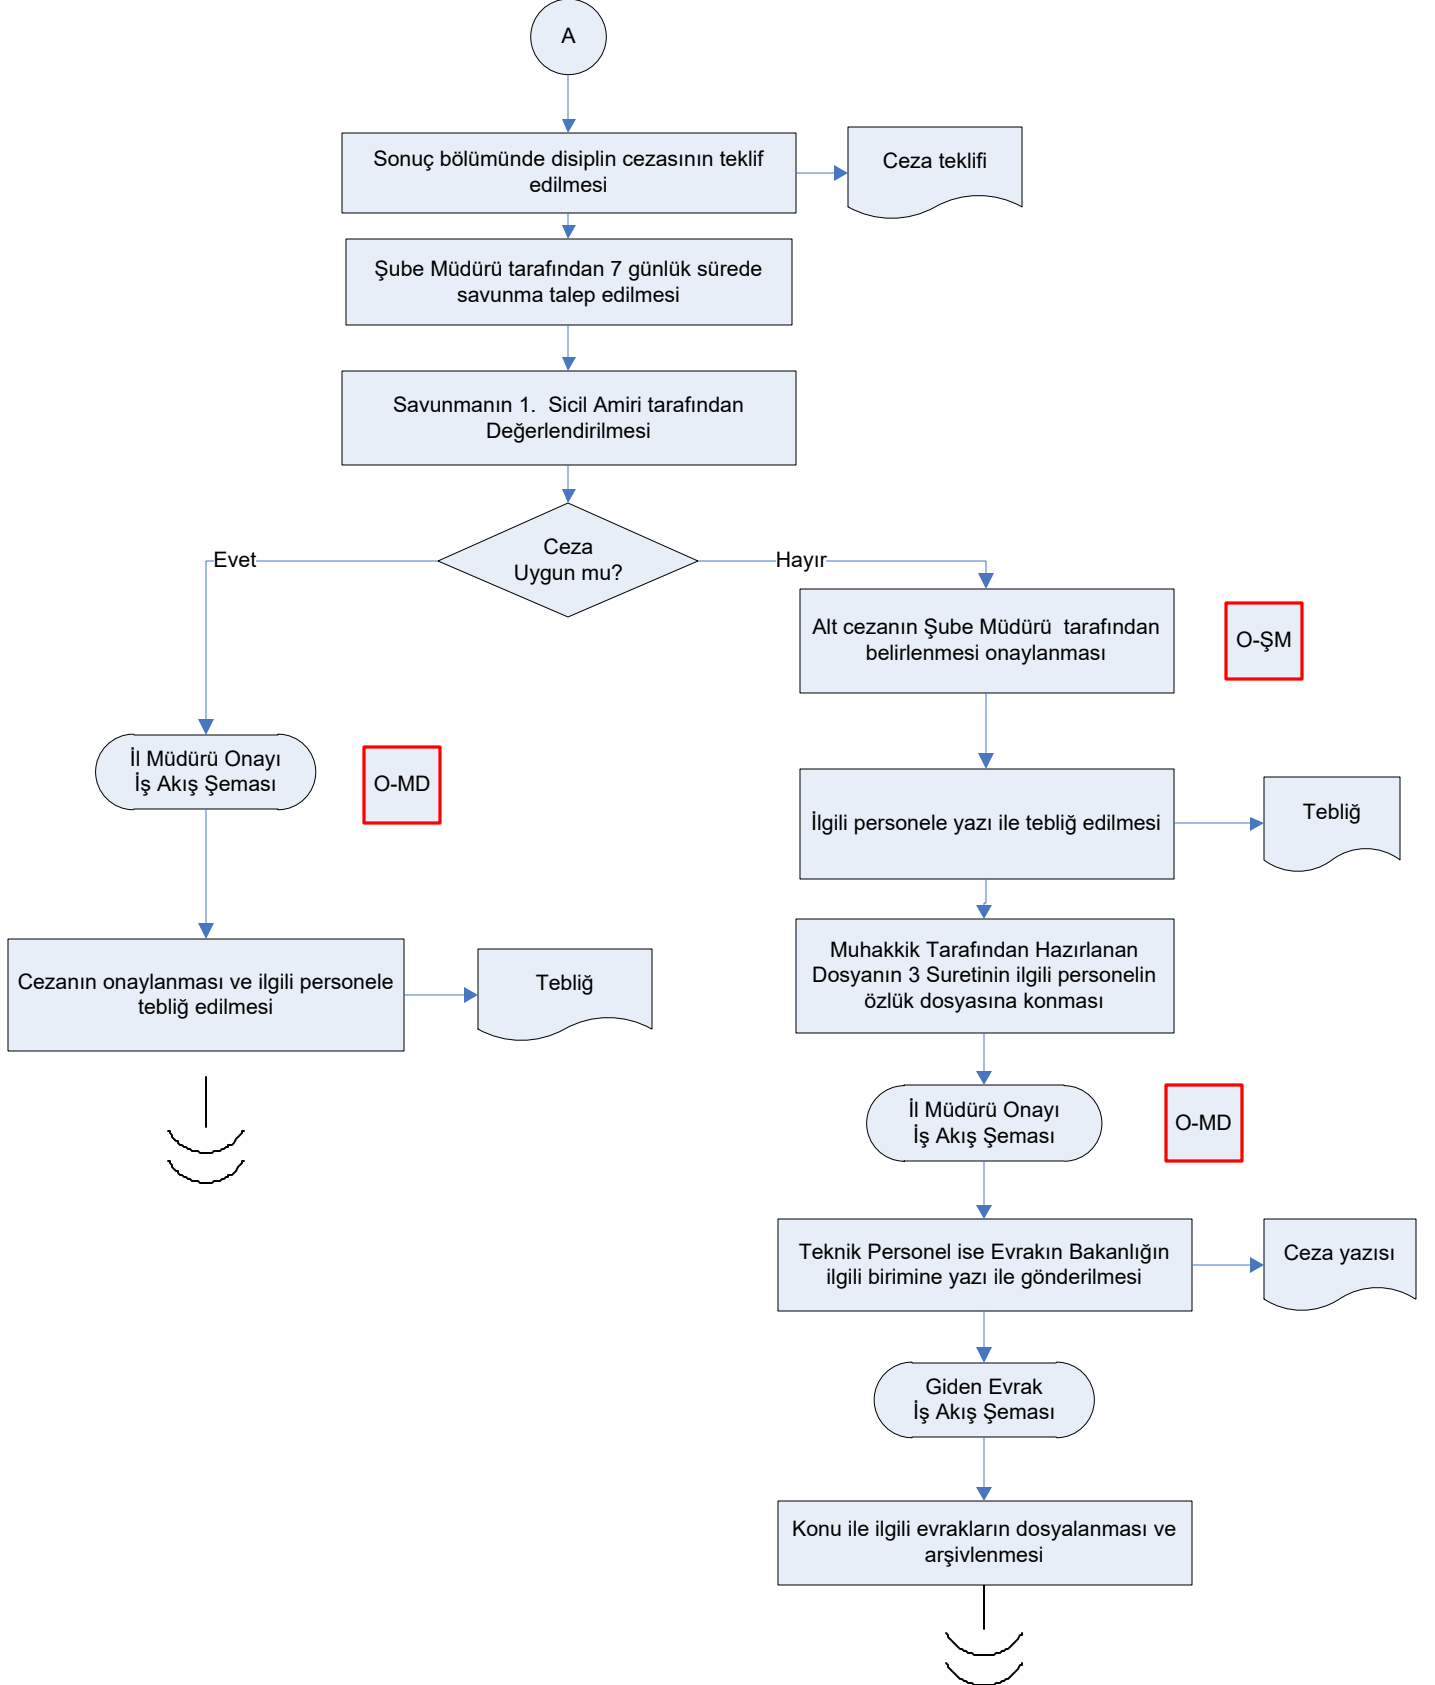 A
Sonuç bölümünde disiplin cezasının teklif
edilmesi
Ceza teklifi
Şube Müdürü tarafından 7 günlük sürede
savunma talep edilmesi
Savunmanın 1.  Sicil Amiri tarafından
Değerlendirilmesi
Ceza
Uygun mu?
Evet
Hayır
Alt cezanın Şube Müdürü  tarafından
belirlenmesi onaylanması
O-ŞM
İl Müdürü Onayı
İş Akış Şeması
O-MD
İlgili personele yazı ile tebliğ edilmesi
Tebliğ
Cezanın onaylanması ve ilgili personele
tebliğ edilmesi
Tebliğ
Muhakkik Tarafından Hazırlanan
Dosyanın 3 Suretinin ilgili personelin
özlük dosyasına konması
İl Müdürü Onayı
İş Akış Şeması
O-MD
Teknik Personel ise Evrakın Bakanlığın
ilgili birimine yazı ile gönderilmesi
Ceza yazısı
Giden Evrak
İş Akış Şeması
Konu ile ilgili evrakların dosyalanması ve
arşivlenmesi